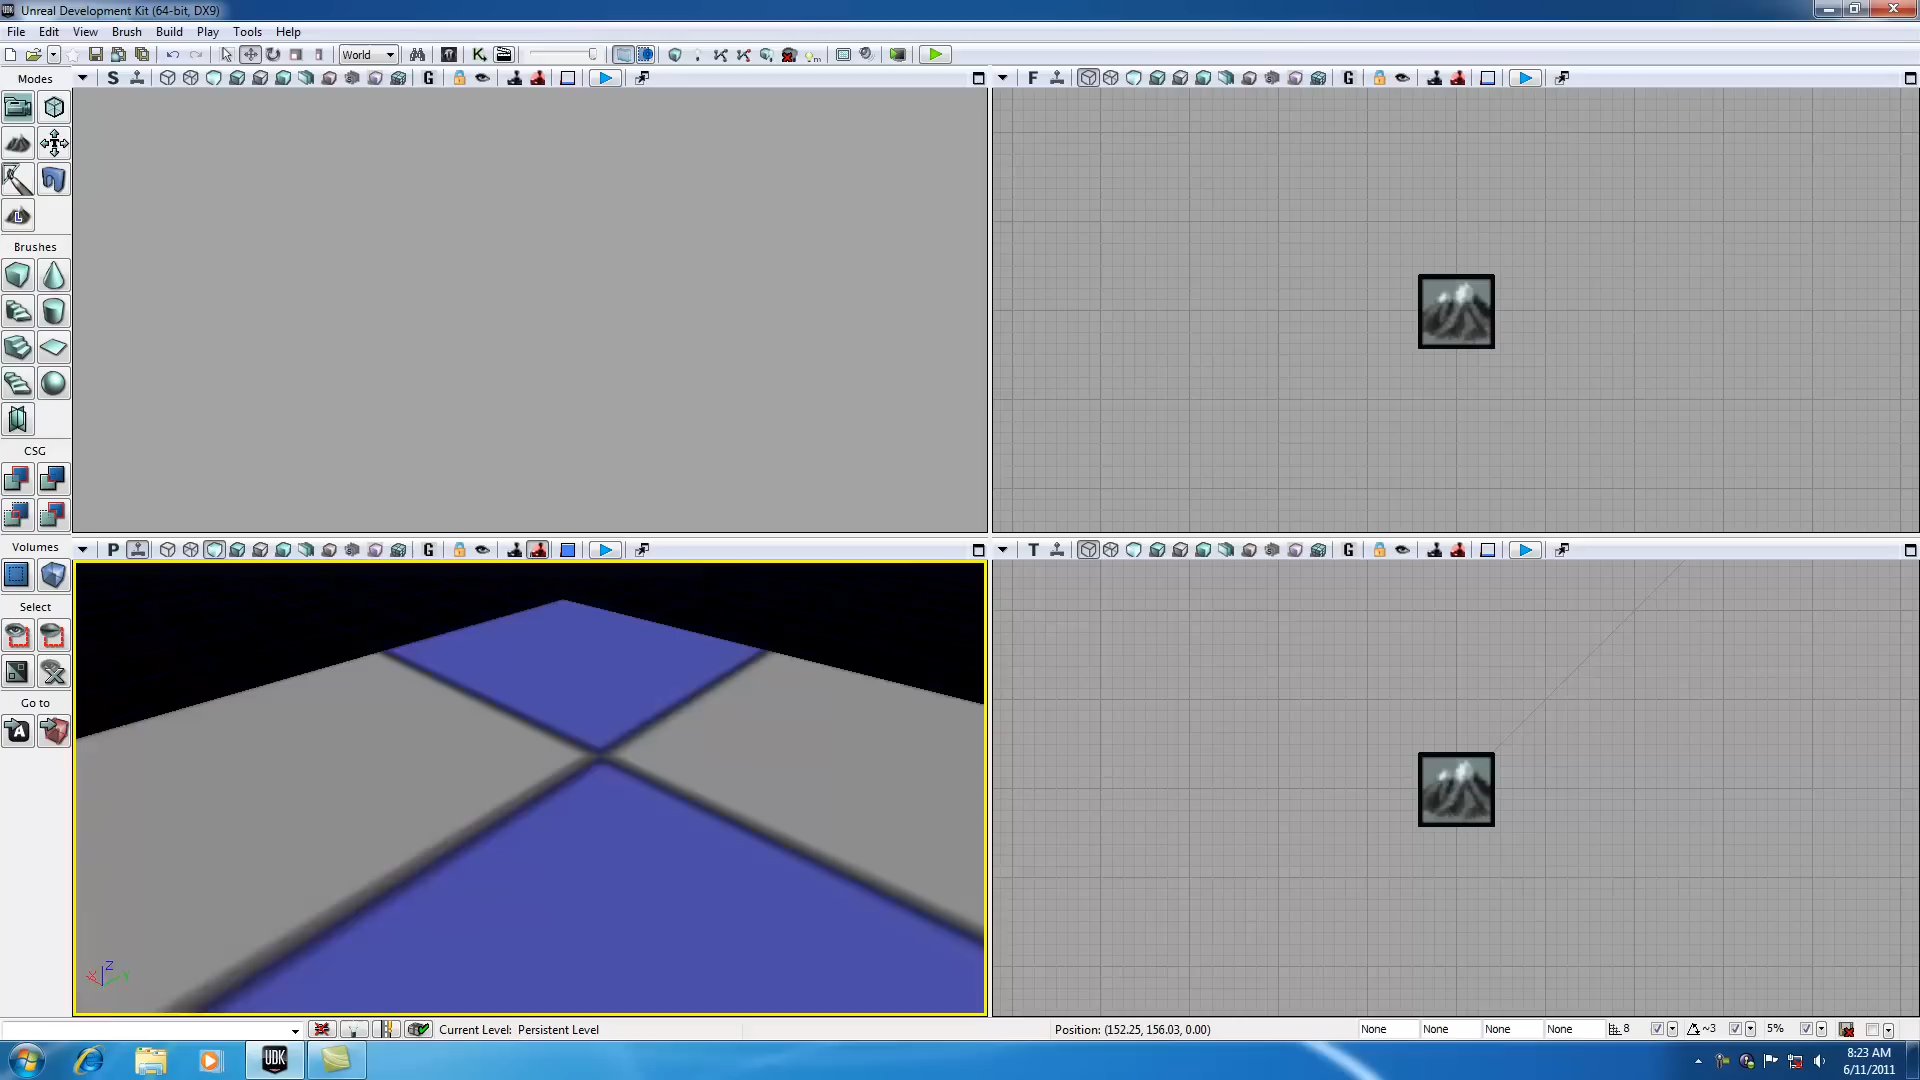 Unreal Development Kit (64-bit, DX9)
File Edit View Brush Build Play Tools Help
World
Modes
S G
F G
Brushes
CSG
Volumes
P G
T G
Select
Go to
A
Z
X Y
Current Level: Persistent Level
Position: (152.25, 156.03, 0.00)
None None None None 8 ~3 5%
UDK
8:23 AM
6/11/2011